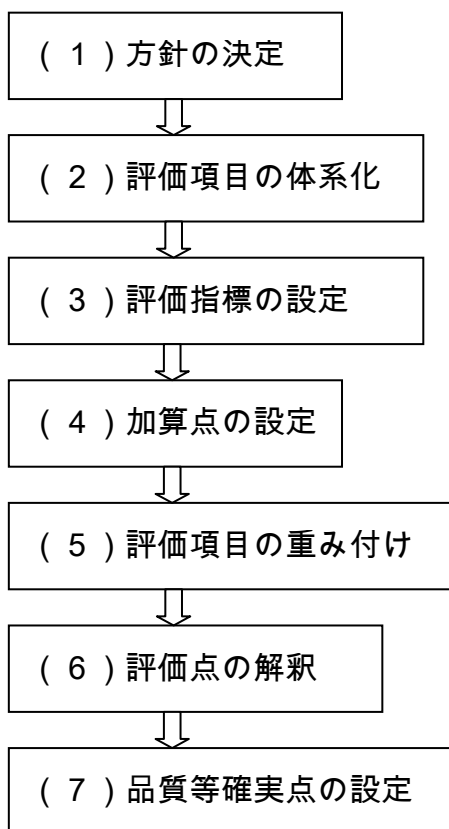 ( 1 ) 方針の決定
( 2 ) 評価項目の体系化
( 3 ) 評価指標の設定
( 4 ) 加算点の設定
( 5 ) 評価項目の重み付け
( 6 ) 評価点の解釈
( 7 ) 品質等確実点の設定